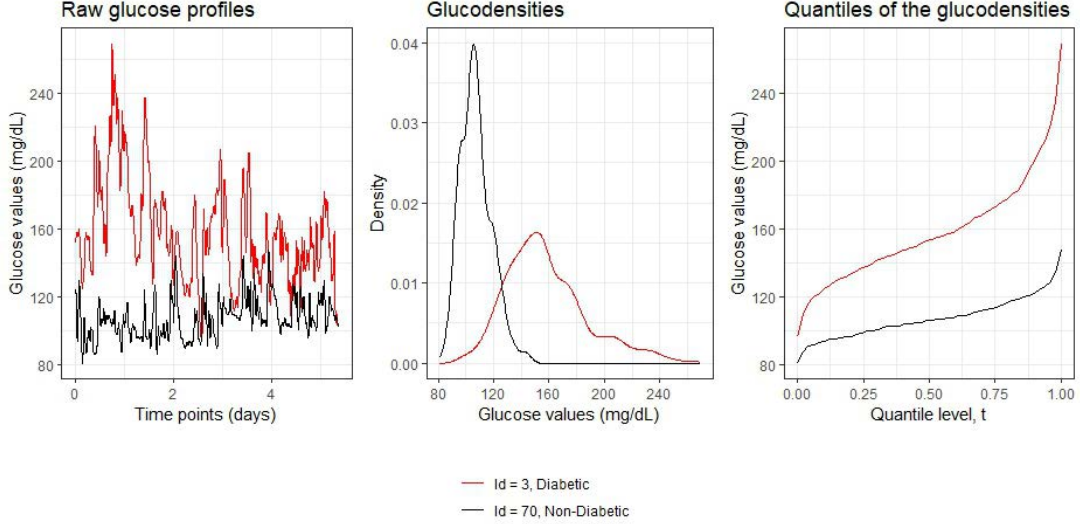 Raw glucose profiles
Glucodensities
Quantiles of the glucodensities
Glucose values (mg/dL)
240
200
160
120
80
0
2
4
Time points (days)
Density
0.04
0.03
0.02
0.01
0.00
80
120
160
200
240
Glucose values (mg/dL)
Glucose values (mg/dL)
240
200
160
120
80
0.00
0.25
0.50
0.75
1.00
Quantile level, t
Id = 3, Diabetic
Id = 70, Non-Diabetic